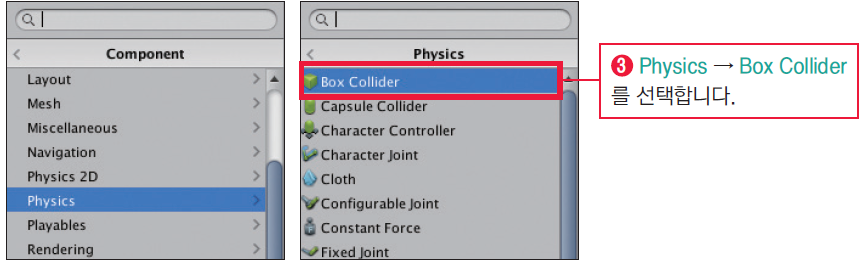 Component
Layout
Mesh
Miscellaneous
Navigation
Physics 2D
Physics
Playables
Rendering
Physics
Box Collider
Capsule Collider
Character Controller
Character Joint
Cloth
Configurable Joint
Constant Force
Fixed Joint
❸ Physics → Box Collider
를 선택합니다.